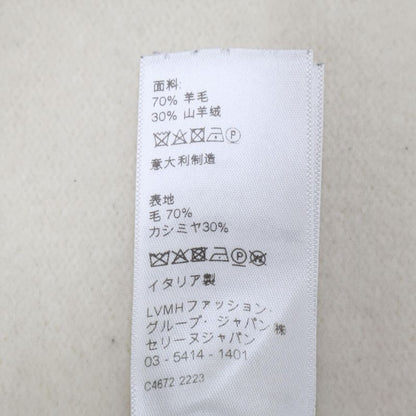 面料:
70% 羊毛
30% 山羊绒
意大利制造
表地
毛 70%
カシミヤ30%
イタリア製
LVMHファッション・
グループ・ジャパン㈱
セリーヌジャパン
03 - 5414 - 1401
C4672 2223